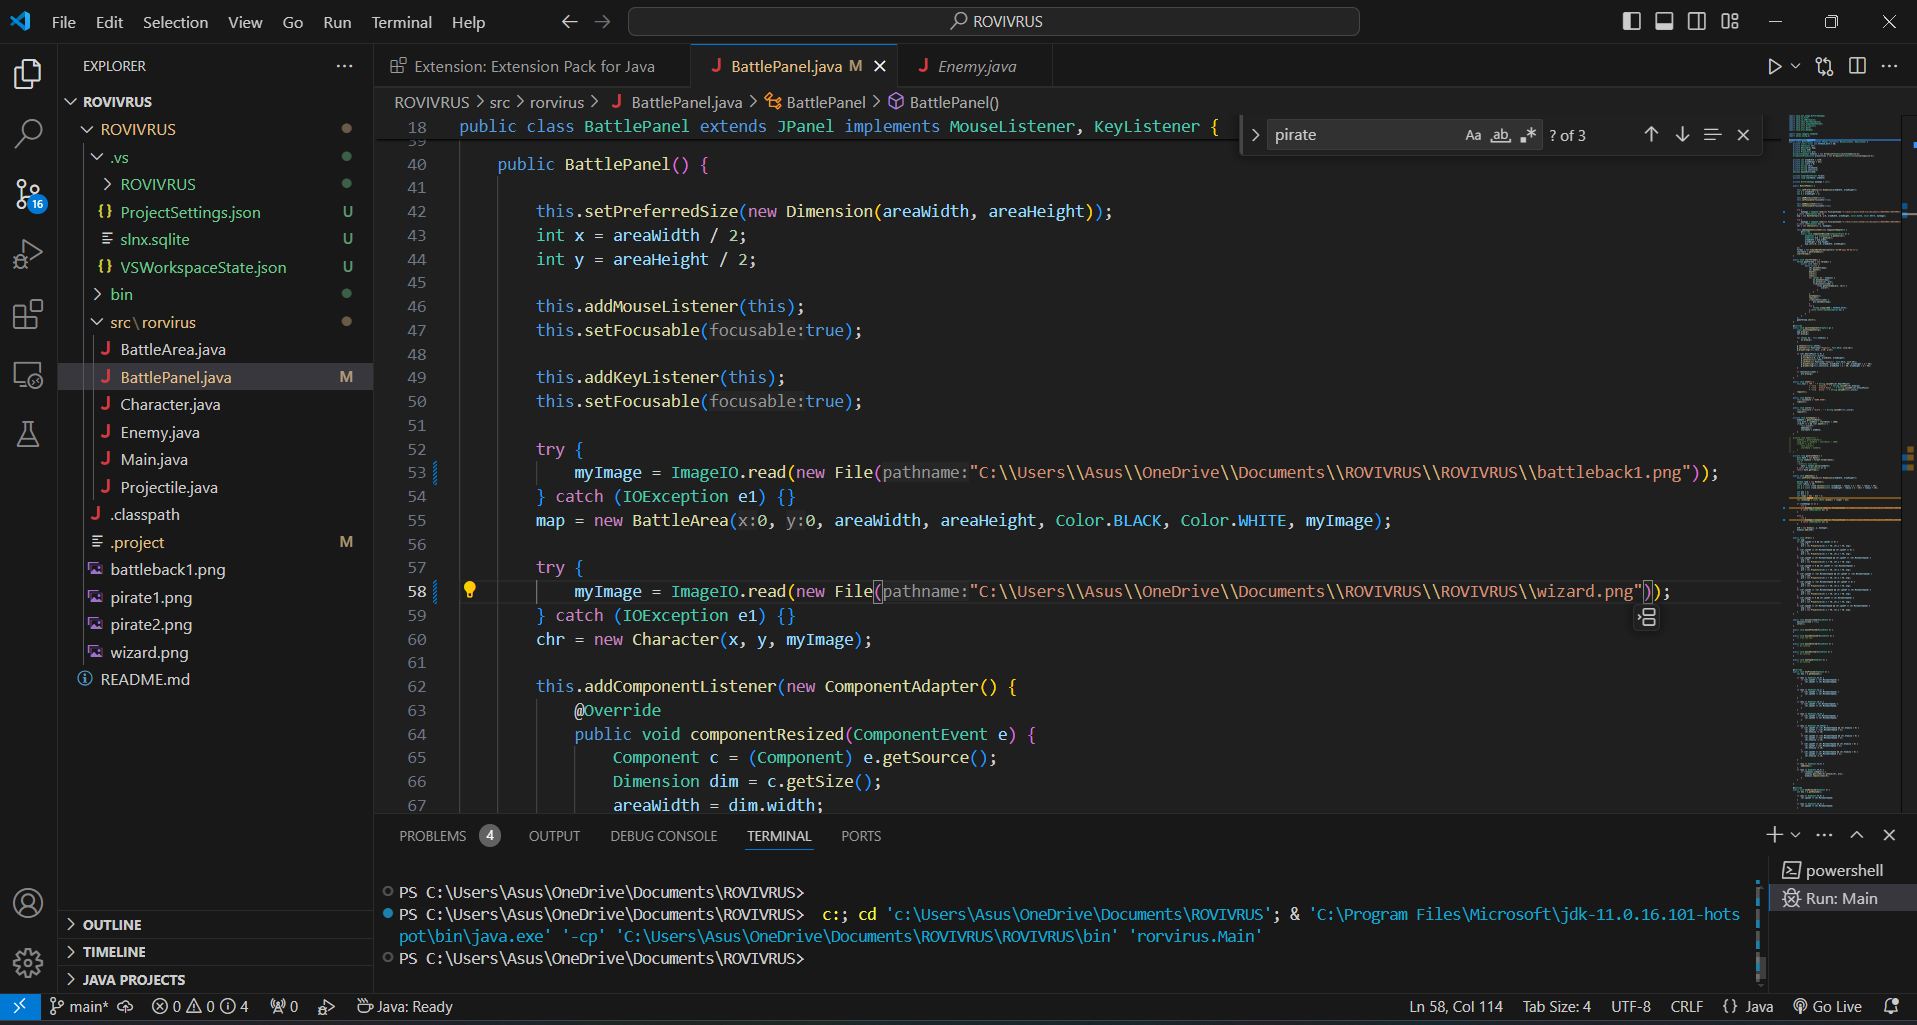 File Edit Selection View Go Run Terminal Help
ROVIVRUS
EXPLORER
ROVIVRUS
ROVIVRUS
.vs
ROVIVRUS
{} ProjectSettings.json U
slnx.sqlite U
{} VSWorkspaceState.json U
bin
src\rorvirus
J BattleArea.java
J BattlePanel.java M
J Character.java
J Enemy.java
J Main.java
J Projectile.java
J .classpath
.project M
battleback1.png
pirate1.png
pirate2.png
wizard.png
README.md
OUTLINE
TIMELINE
JAVA PROJECTS
16
Extension: Extension Pack for Java
J BattlePanel.java M
J Enemy.java
ROVIVRUS > src > rorvirus > J BattlePanel.java > BattlePanel > BattlePanel()
pirate Aa ab ? of 3
18 public class BattlePanel extends JPanel implements MouseListener, KeyListener {
39
40 public BattlePanel() {
41
42 this.setPreferredSize(new Dimension(areaWidth, areaHeight));
43 int x = areaWidth / 2;
44 int y = areaHeight / 2;
45
46 this.addMouseListener(this);
47 this.setFocusable(focusable:true);
48
49 this.addKeyListener(this);
50 this.setFocusable(focusable:true);
51
52 try {
53 myImage = ImageIO.read(new File(pathname:"C:\\Users\\Asus\\OneDrive\\Documents\\ROVIVRUS\\ROVIVRUS\\battleback1.png"));
54 } catch (IOException e1) {}
55 map = new BattleArea(x:0, y:0, areaWidth, areaHeight, Color.BLACK, Color.WHITE, myImage);
56
57 try {
58 myImage = ImageIO.read(new File(pathname:"C:\\Users\\Asus\\OneDrive\\Documents\\ROVIVRUS\\ROVIVRUS\\wizard.png"));
59 } catch (IOException e1) {}
60 chr = new Character(x, y, myImage);
61
62 this.addComponentListener(new ComponentAdapter() {
63 @Override
64 public void componentResized(ComponentEvent e) {
65 Component c = (Component) e.getSource();
66 Dimension dim = c.getSize();
67 areaWidth = dim.width;
PROBLEMS 4 OUTPUT DEBUG CONSOLE TERMINAL PORTS
PS C:\Users\Asus\OneDrive\Documents\ROVIVRUS>
PS C:\Users\Asus\OneDrive\Documents\ROVIVRUS> c:; cd 'c:\Users\Asus\OneDrive\Documents\ROVIVRUS'; & 'C:\Program Files\Microsoft\jdk-11.0.16.101-hots
pot\bin\java.exe' '-cp' 'C:\Users\Asus\OneDrive\Documents\ROVIVRUS\ROVIVRUS\bin' 'rorvirus.Main'
PS C:\Users\Asus\OneDrive\Documents\ROVIVRUS>
powershell
Run: Main
main* 0 0 4 0 Java: Ready
Ln 58, Col 114 Tab Size: 4 UTF-8 CRLF {} Java Go Live